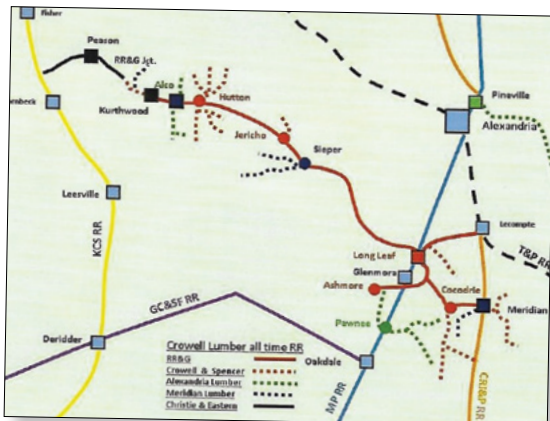 Fisher
Peason
RR&G Jct.
Alco
Hutton
Kurthwood
Jericho
Sieper
Pineville
Alexandria
Leesville
KCS RR
Lecompte
T&P RR
Long Leaf
Glenmora
Ashmore
Cocodrie
Meridian
GC&SF RR
Pawnee
Deridder
Oakdale
MP RR
CRI&P RR
Crowell Lumber all time RR
RR&G
Crowell & Spencer
Alexandria Lumber
Meridian Lumber
Christie & Eastern